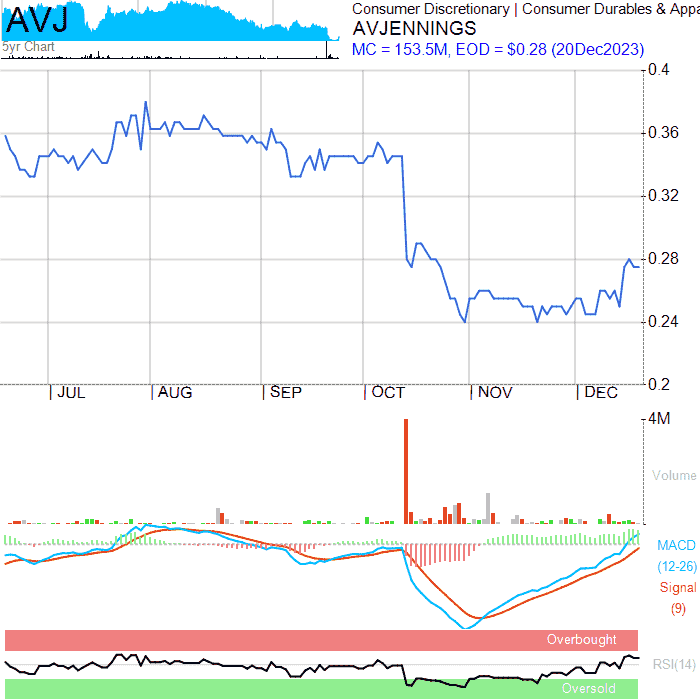 AVJ
5yr Chart
Consumer Discretionary | Consumer Durables & Appa
AVJENNINGS
MC = 153.5M, EOD = $0.28 (20Dec2023)
0.4
0.36
0.32
0.28
0.24
0.2
JUL AUG SEP OCT NOV DEC
4M
Volume
MACD
(12-26)
Signal
(9)
Overbought
RSI(14)
Oversold